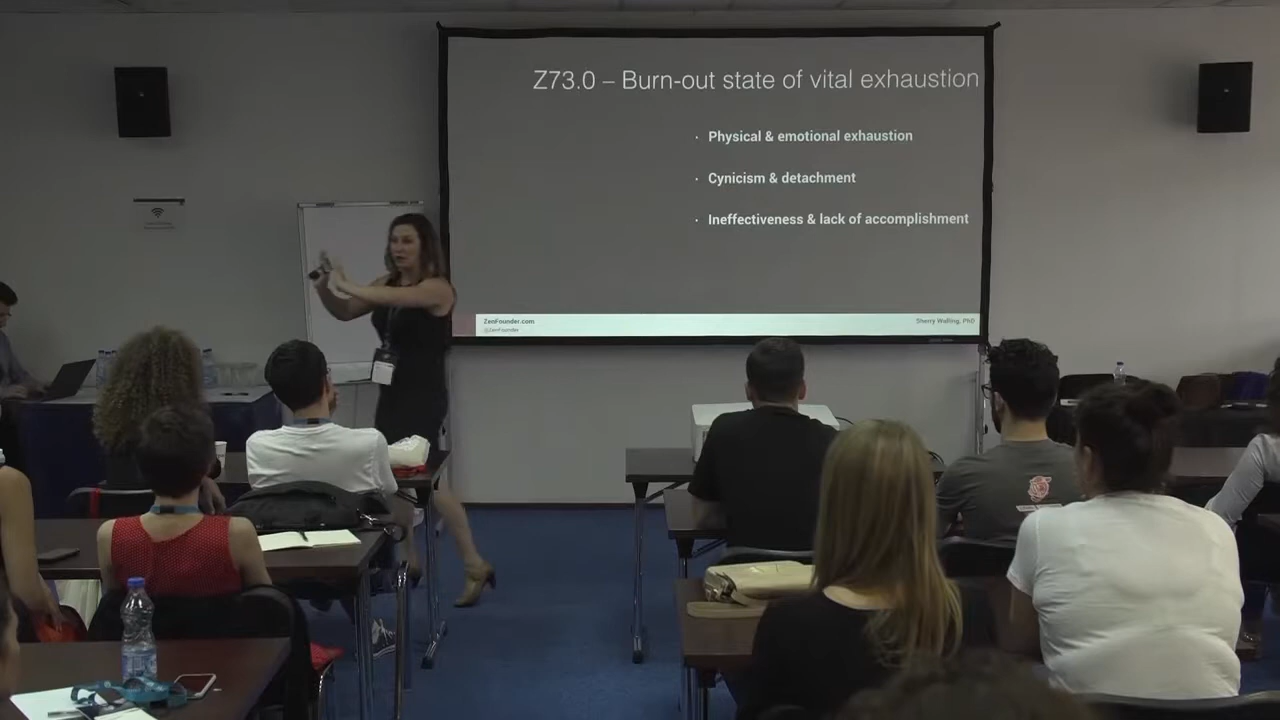 Z73.0 – Burn-out state of vital exhaustion
· Physical & emotional exhaustion
· Cynicism & detachment
· Ineffectiveness & lack of accomplishment
ZenFounder.com
@ZenFounder
Sherry Walling, PhD